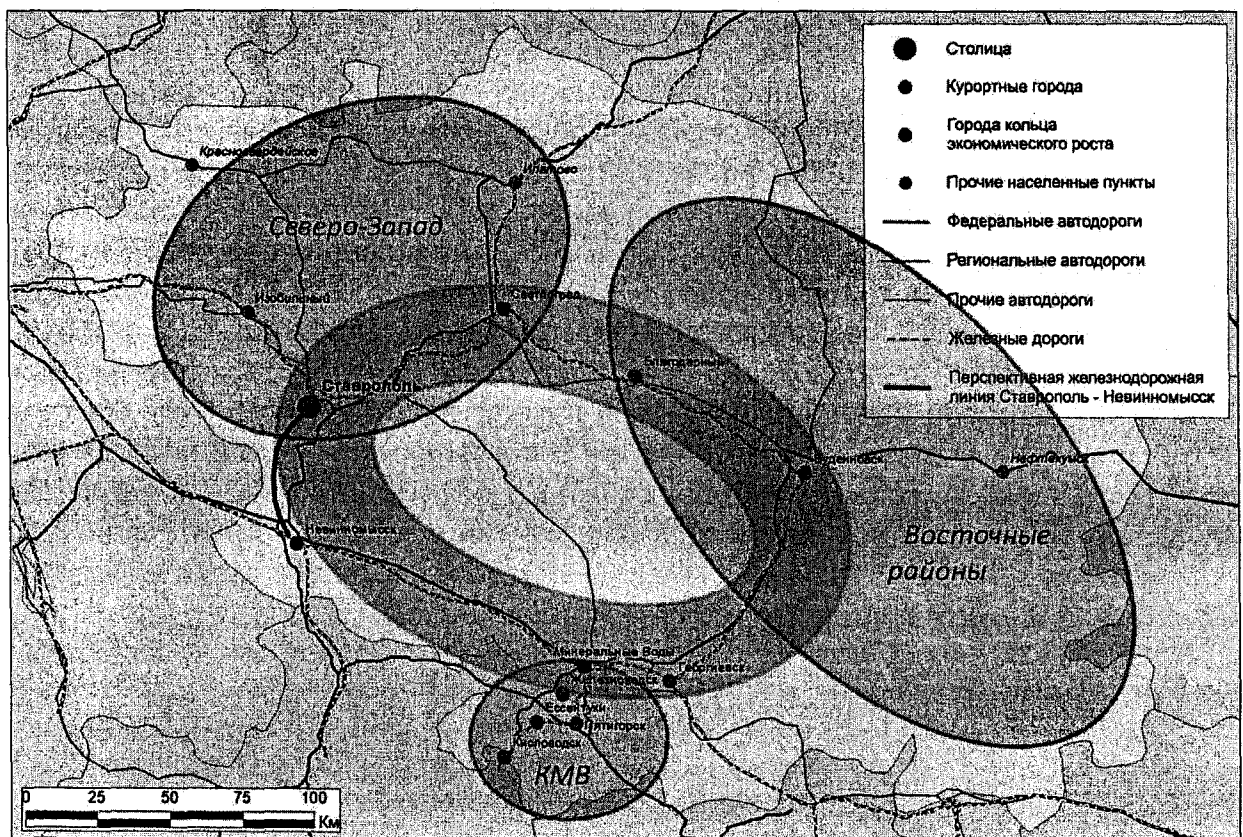 Столица
Курортные города
Города кольца
экономического роста
Прочие населенные пункты
Федеральные автодороги
Региональные автодороги
Прочие автодороги
Железные дороги
Перспективная железнодорожная
линия Ставрополь - Невинномысск
Красногвардейское
Ипатово
Северо-Запад
Изобильный
Светлоград
Благодарный
Ставрополь
Буденновск
Нефтекумск
Невинномысск
Восточные
районы
Минеральные Воды
Георгиевск
Железноводск
Ессентуки
Пятигорск
Кисловодск
КМВ
0 25 50 75 100
Км